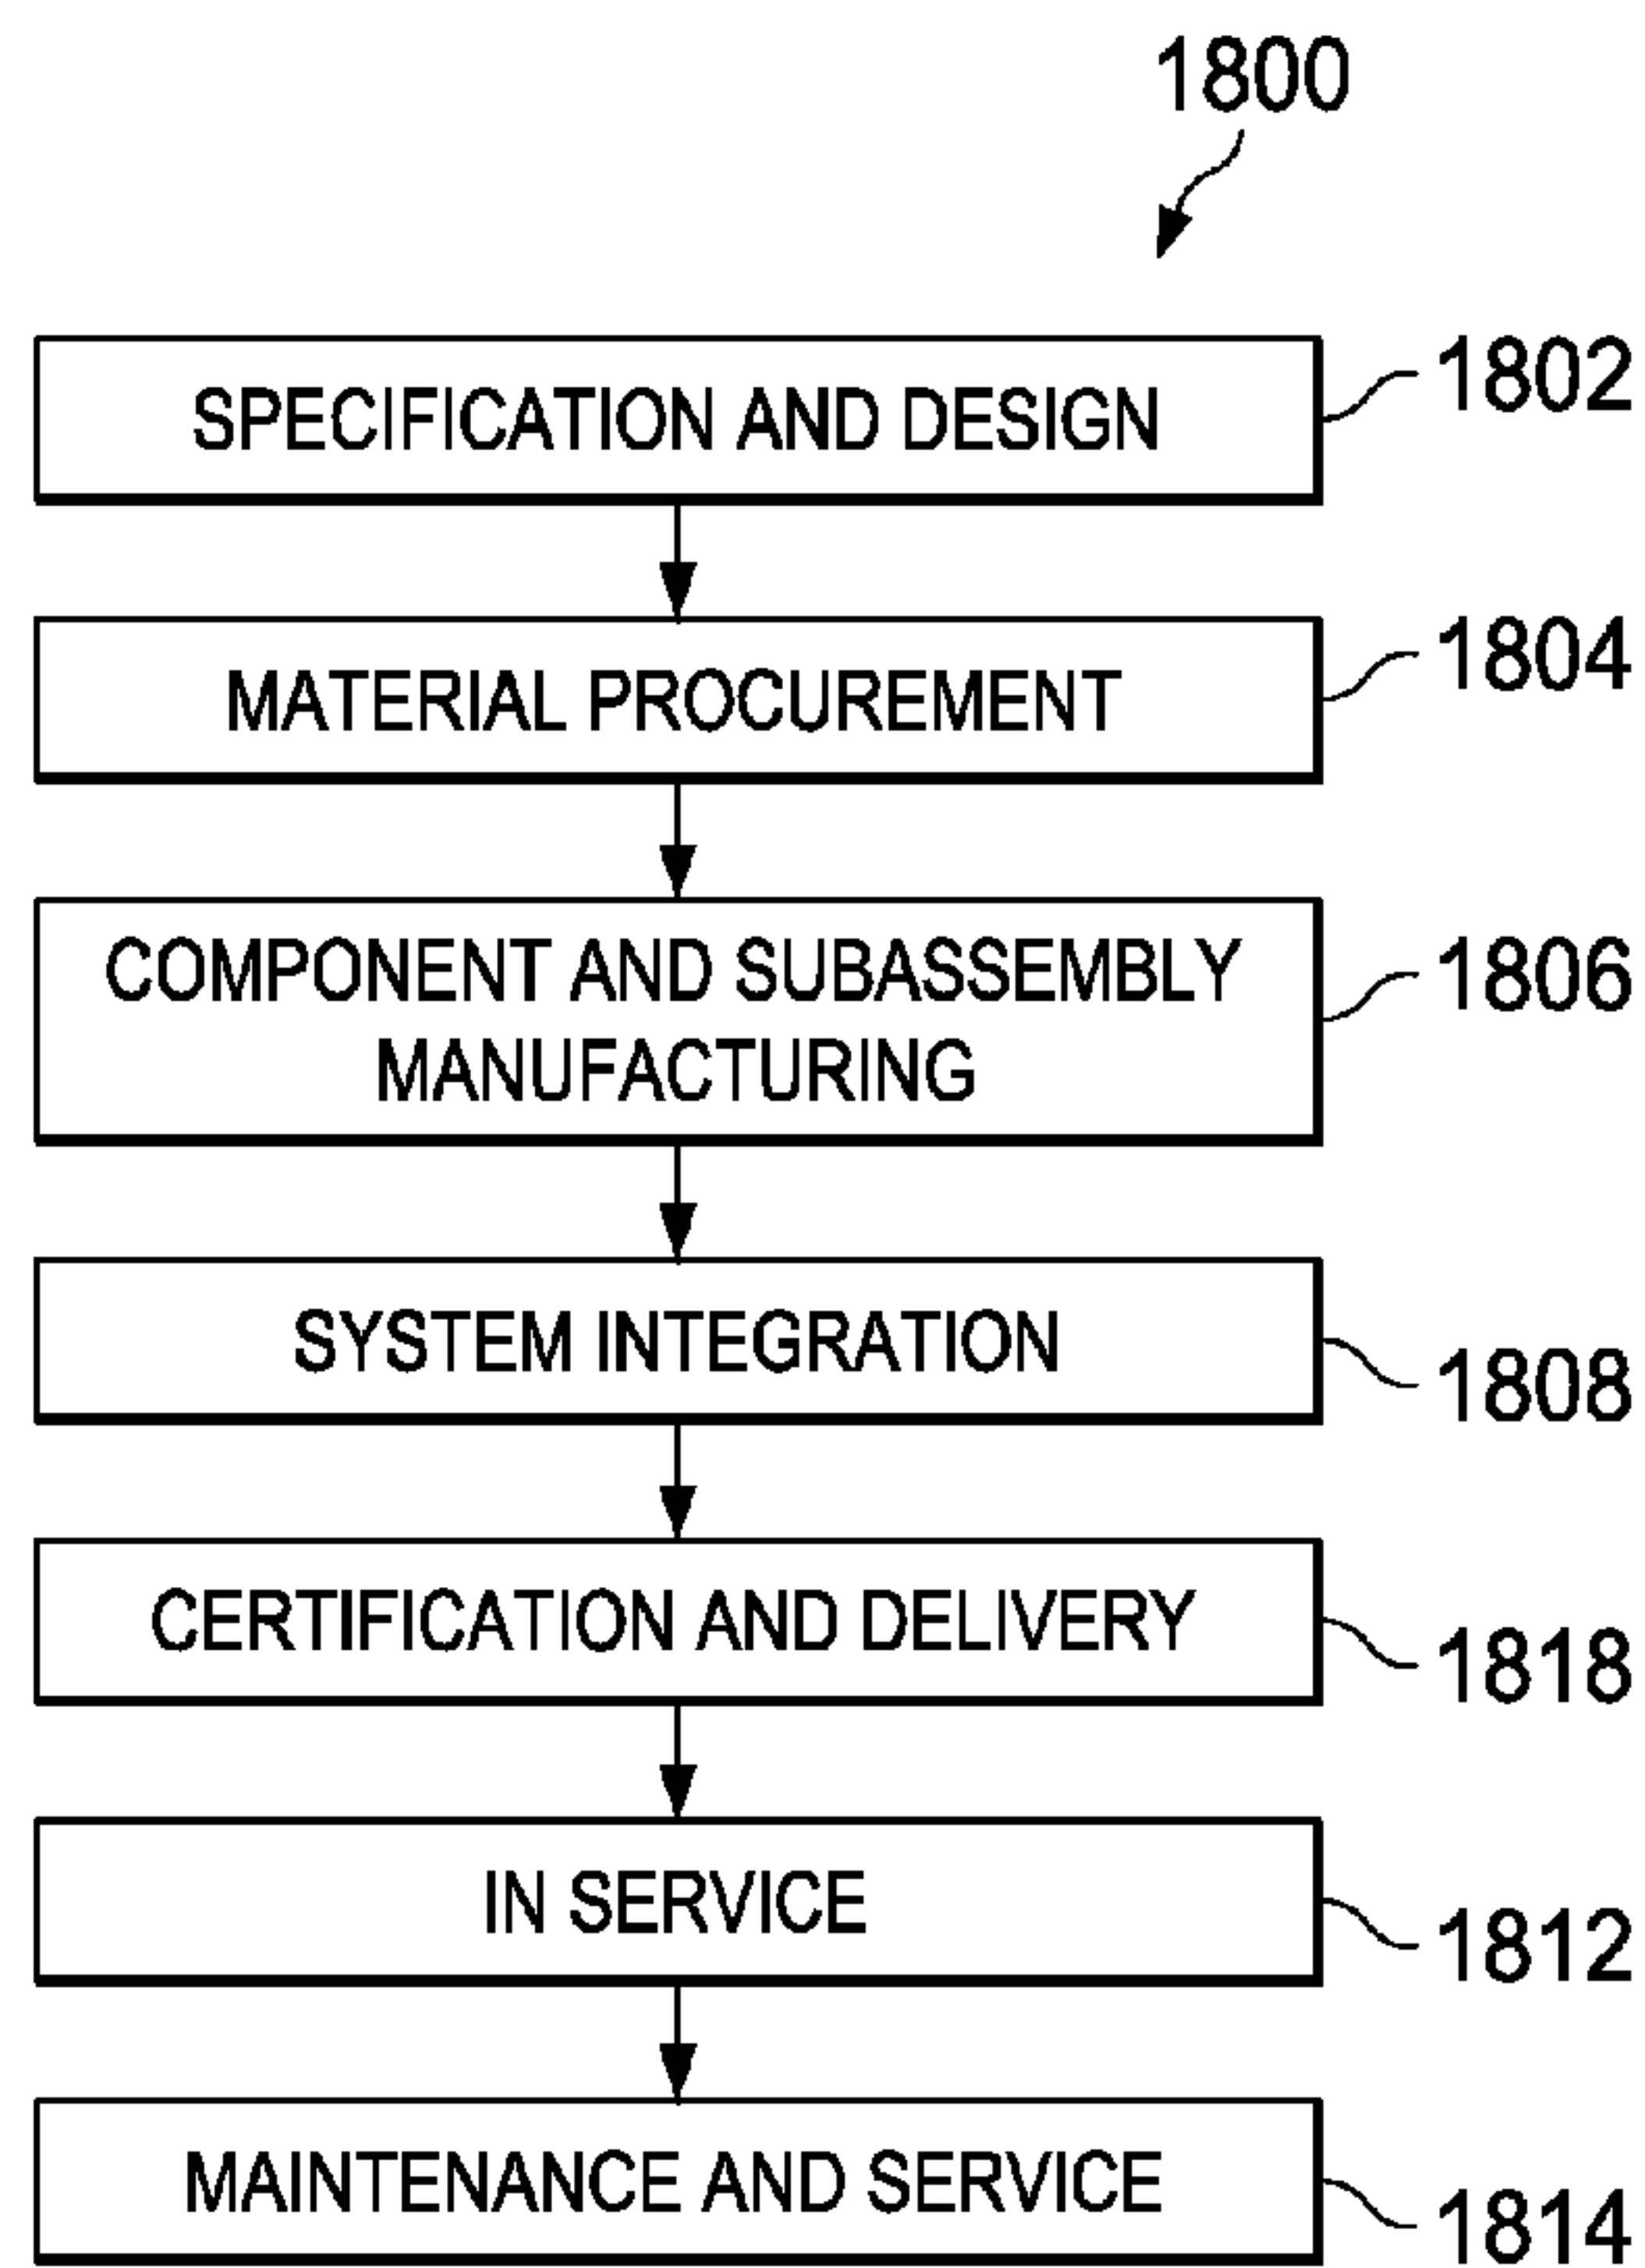 1800
SPECIFICATION AND DESIGN
1802
MATERIAL PROCUREMENT
1804
COMPONENT AND SUBASSEMBLY
MANUFACTURING
1806
SYSTEM INTEGRATION
1808
CERTIFICATION AND DELIVERY
1818
IN SERVICE
1812
MAINTENANCE AND SERVICE
1814